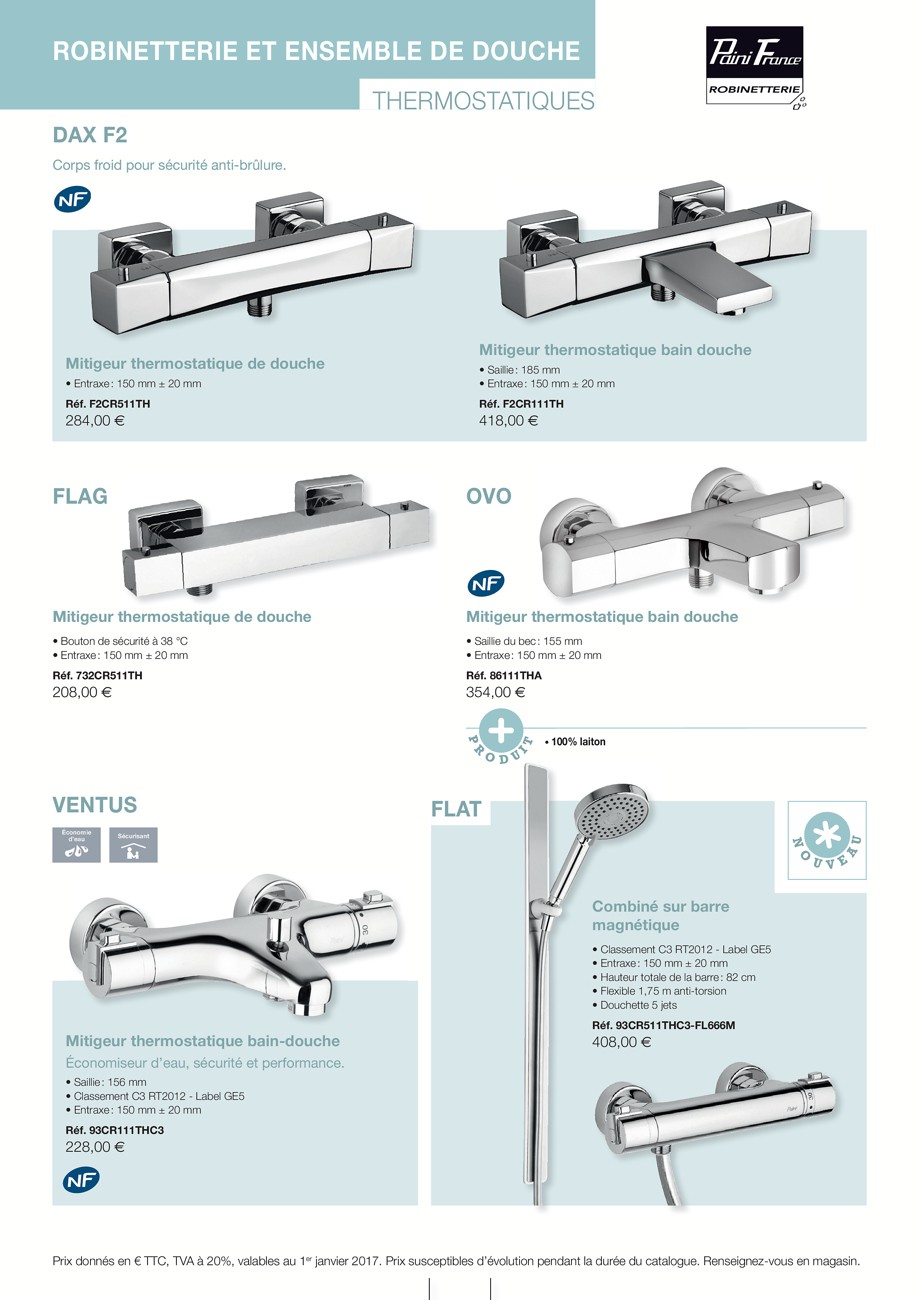 ROBINETTERIE ET ENSEMBLE DE DOUCHE
THERMOSTATIQUES
Paini France
ROBINETTERIE
DAX F2
Corps froid pour sécurité anti-brûlure.
NF
Mitigeur thermostatique de douche
• Entraxe : 150 mm ± 20 mm
Réf. F2CR511TH
284,00 €
Mitigeur thermostatique bain douche
• Saillie : 185 mm
• Entraxe : 150 mm ± 20 mm
Réf. F2CR111TH
418,00 €
FLAG
Mitigeur thermostatique de douche
• Bouton de sécurité à 38 °C
• Entraxe : 150 mm ± 20 mm
Réf. 732CR511TH
208,00 €
OVO
NF
Mitigeur thermostatique bain douche
• Saillie du bec : 155 mm
• Entraxe : 150 mm ± 20 mm
Réf. 86111THA
354,00 €
PRODUIT
• 100% laiton
VENTUS
Économie
d'eau
Sécurisant
30
Mitigeur thermostatique bain-douche
Économiseur d'eau, sécurité et performance.
• Saillie : 156 mm
• Classement C3 RT2012 - Label GE5
• Entraxe : 150 mm ± 20 mm
Réf. 93CR111THC3
228,00 €
NF
FLAT
NOUVEAU
Combiné sur barre
magnétique
• Classement C3 RT2012 - Label GE5
• Entraxe : 150 mm ± 20 mm
• Hauteur totale de la barre : 82 cm
• Flexible 1,75 m anti-torsion
• Douchette 5 jets
Réf. 93CR511THC3-FL666M
408,00 €
Prix donnés en € TTC, TVA à 20%, valables au 1er janvier 2017. Prix susceptibles d'évolution pendant la durée du catalogue. Renseignez-vous en magasin.